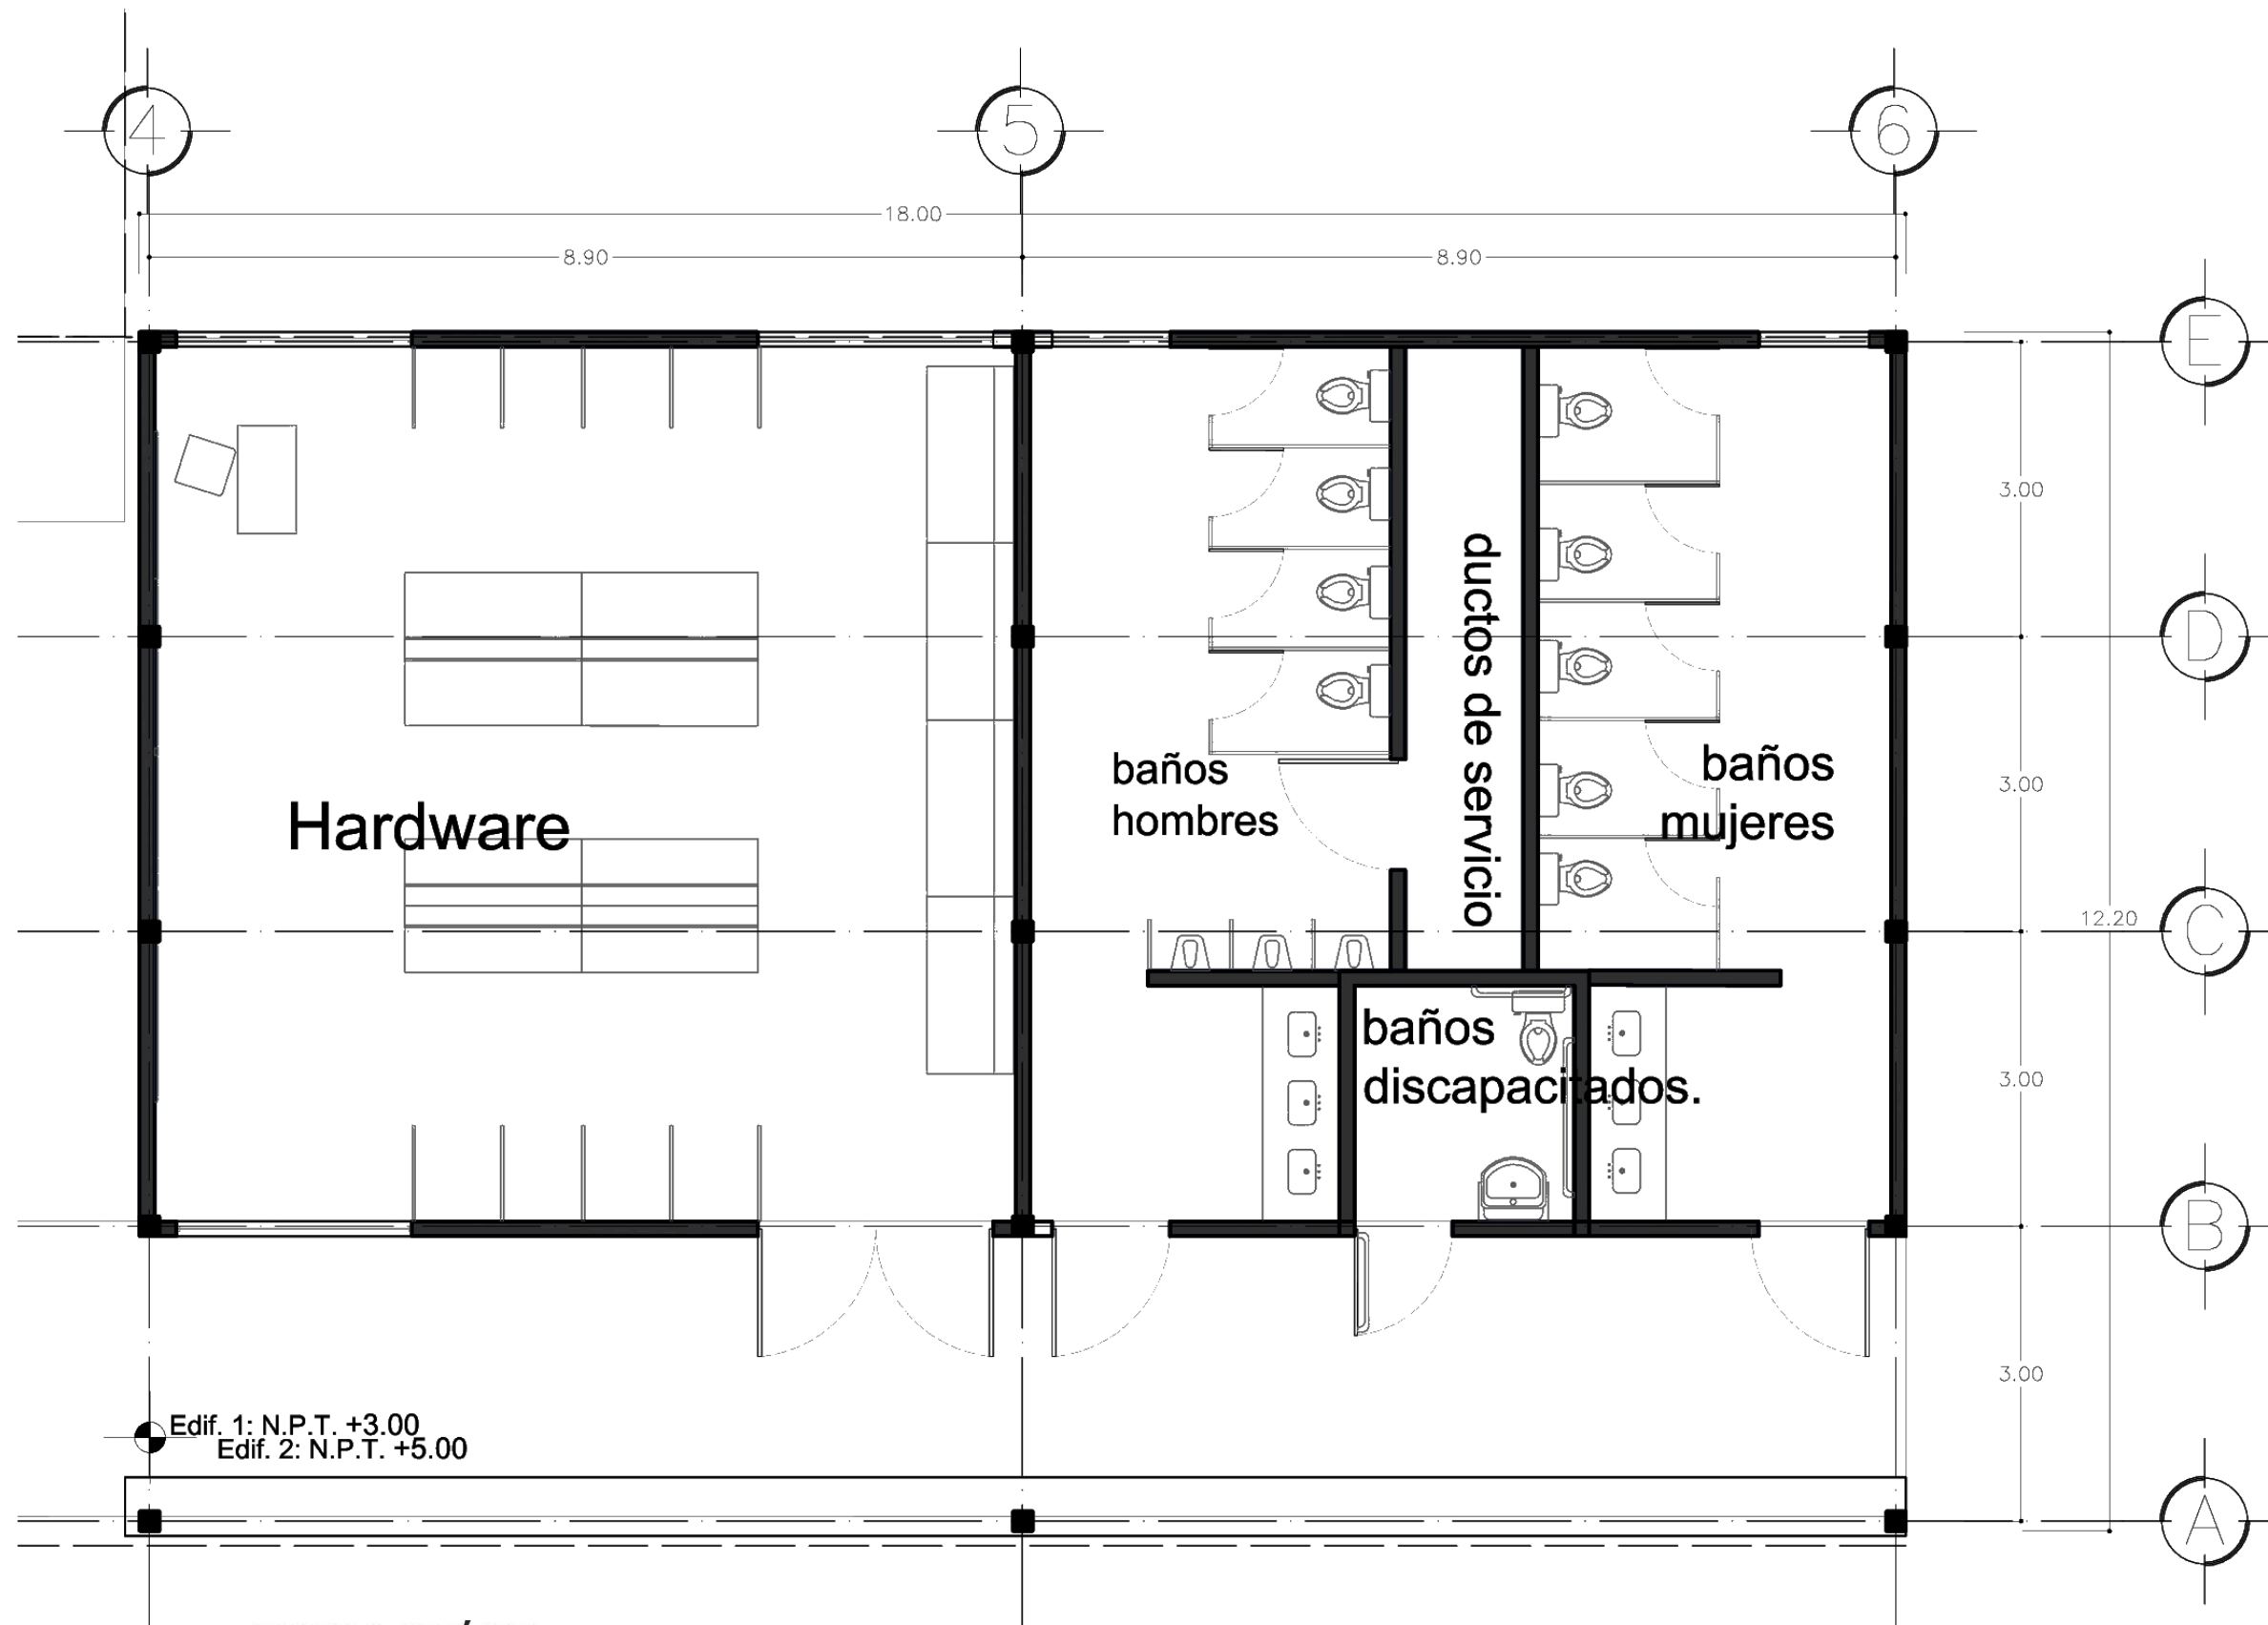 4
5
6
18.00
8.90
8.90
E
3.00
D
ductos de servicio
baños
hombres
baños
mujeres
3.00
Hardware
C
12.20
baños
discapacitados.
3.00
B
3.00
Edif. 1: N.P.T. +3.00
Edif. 2: N.P.T. +5.00
A